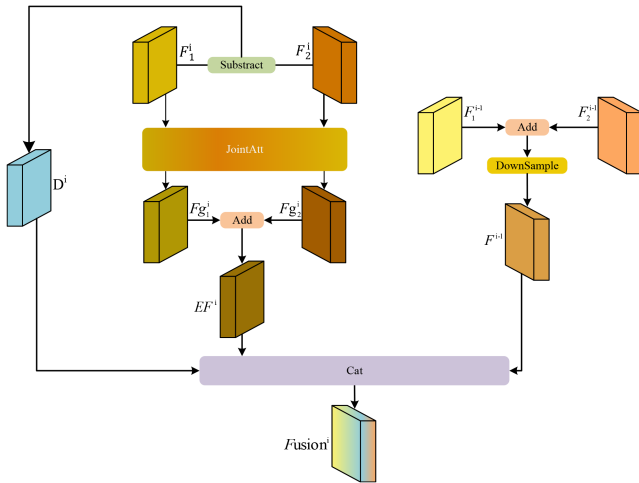 F₁ⁱ
Substract
F₂ⁱ
F₁ⁱ⁻¹
Add
F₂ⁱ⁻¹
JointAtt
DownSample
Dⁱ
Fg₁ⁱ
Add
Fg₂ⁱ
Fⁱ⁻¹
EFⁱ
Cat
Fusionⁱ